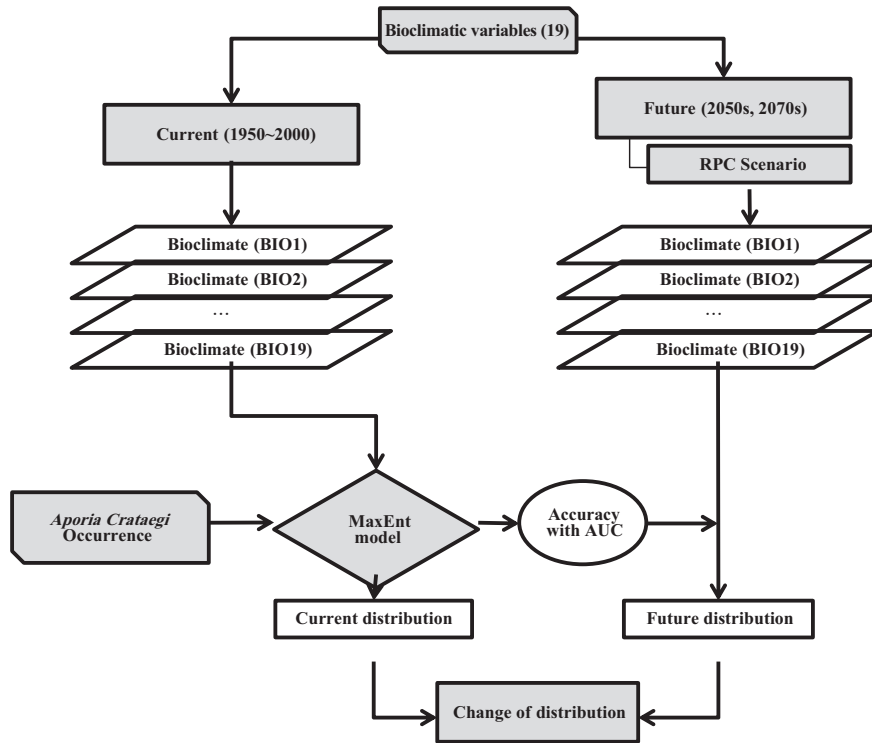 Bioclimatic variables (19)
Current (1950~2000)
Future (2050s, 2070s)
RPC Scenario
Bioclimate (BIO1)
Bioclimate (BIO2)
…
Bioclimate (BIO19)
Bioclimate (BIO1)
Bioclimate (BIO2)
…
Bioclimate (BIO19)
Aporia Crataegi
Occurrence
MaxEnt
model
Accuracy
with AUC
Current distribution
Future distribution
Change of distribution